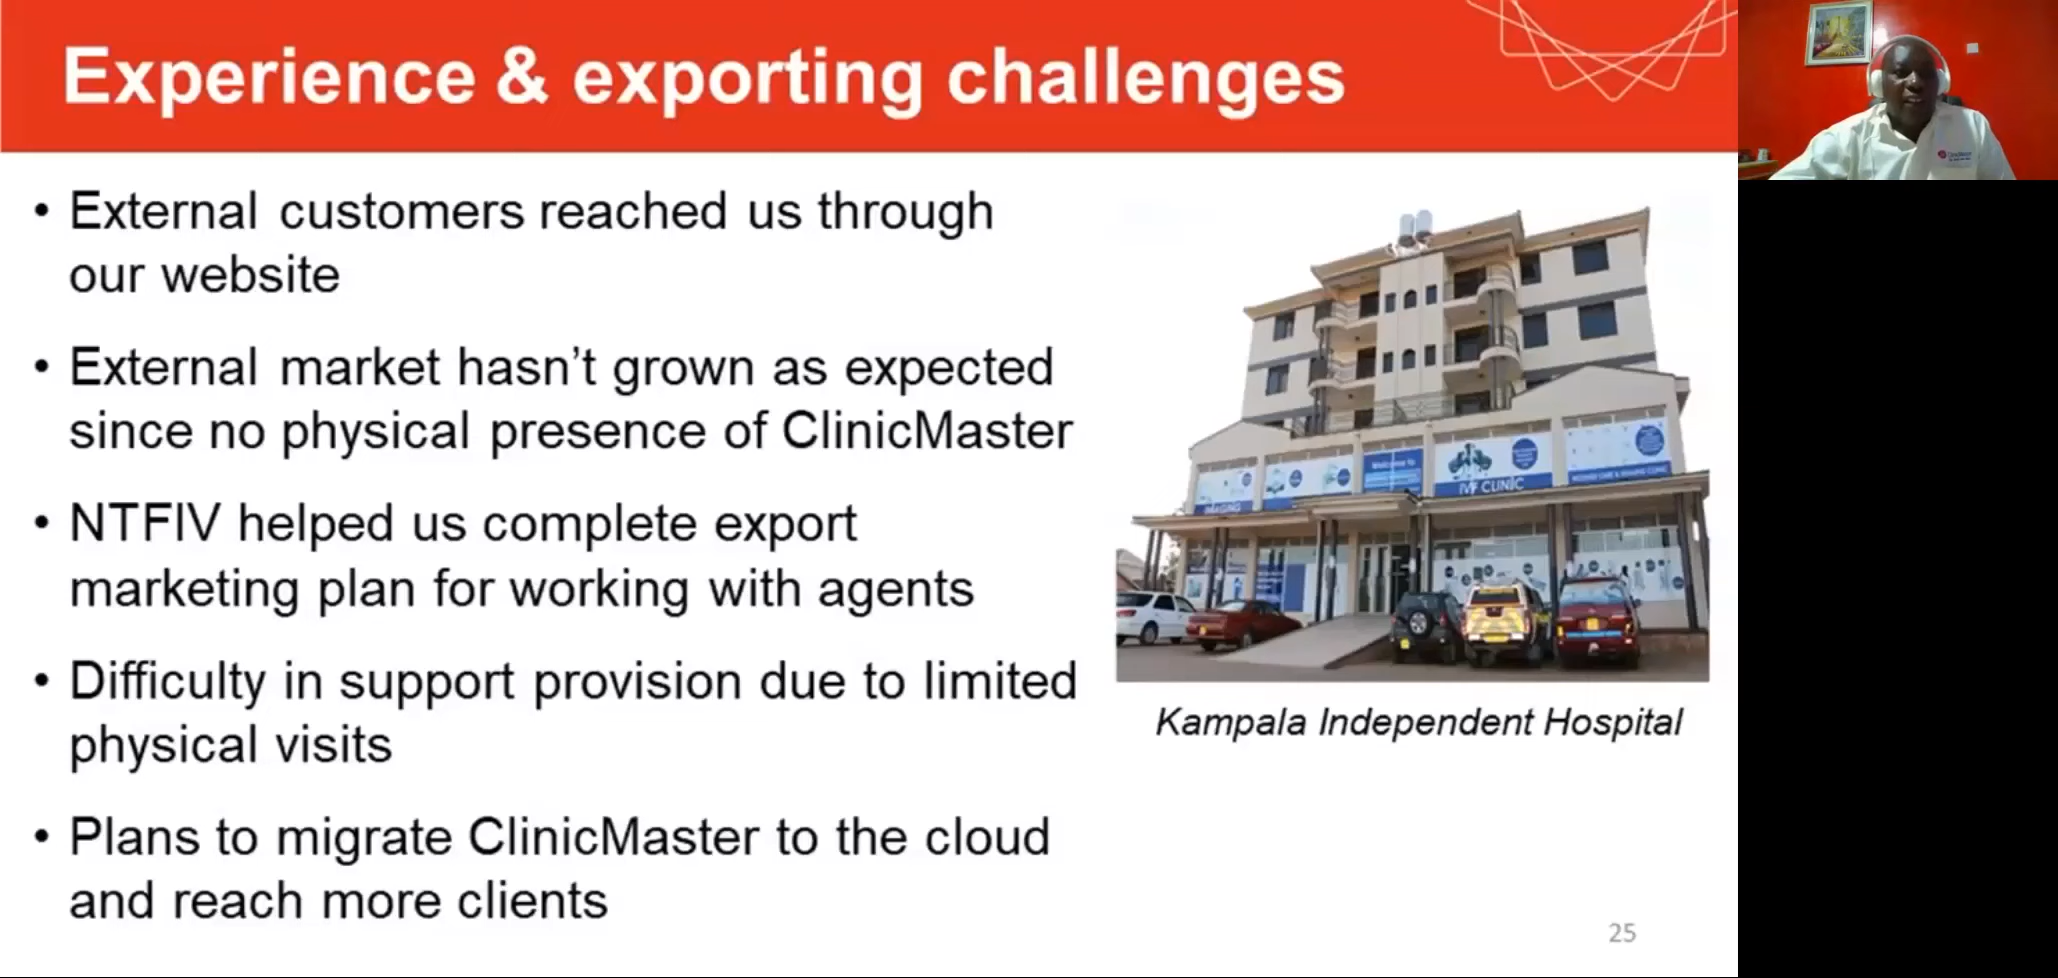 Experience & exporting challenges
• External customers reached us through
our website
• External market hasn't grown as expected
since no physical presence of ClinicMaster
• NTFIV helped us complete export
marketing plan for working with agents
• Difficulty in support provision due to limited
physical visits
• Plans to migrate ClinicMaster to the cloud
and reach more clients
Welcome to
IVF CLINIC
IMAGING
Kampala Independent Hospital
25